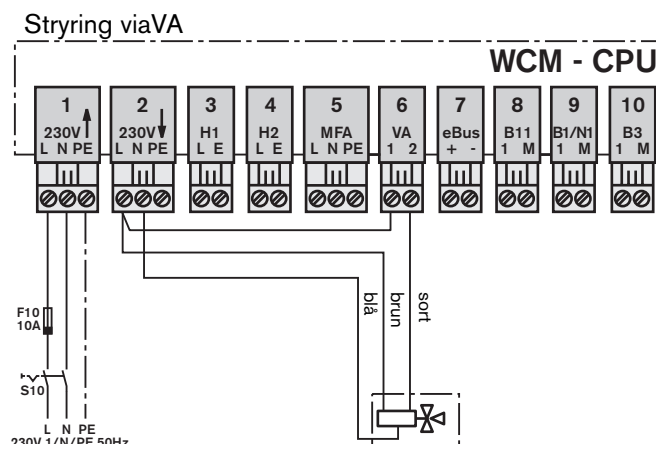 Stryring viaVA
WCM - CPU
1 2 3 4 5 6 7 8 9 10
230V 230V H1 H2 MFA VA eBus B11 B1/N1 B3
L N PE L N PE L E L E L N PE 1 2 + - 1 M 1 M 1 M
blå
brun
sort
F10
10A
S10
L N PE
230V 1/N/PE 50Hz